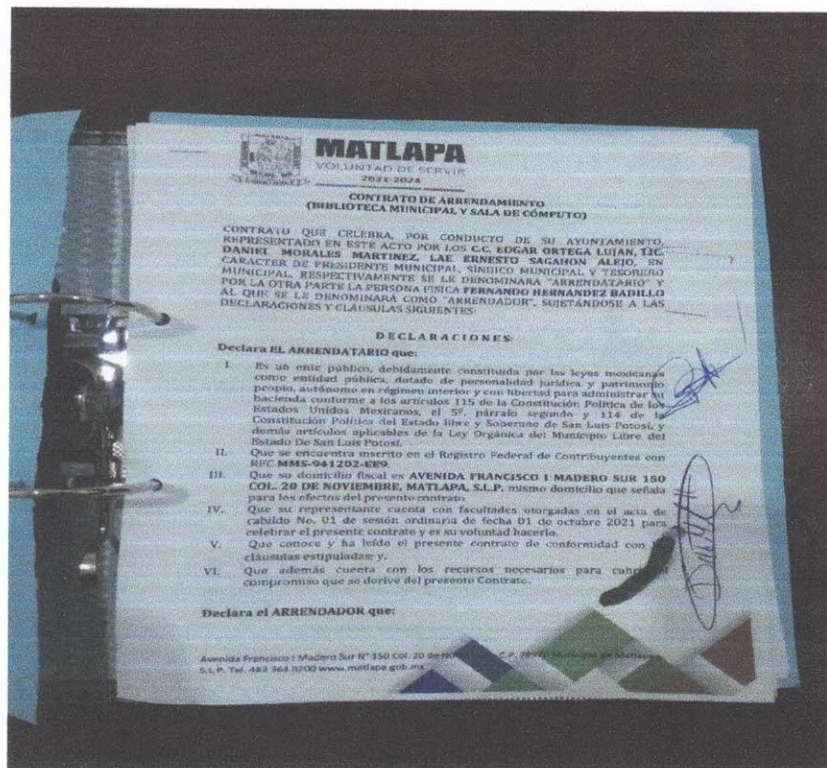 MATLAPA
VOLUNTAD DE SERVIR
2021-2024
CONTRATO DE ARRENDAMIENTO
(BIBLIOTECA MUNICIPAL Y SALA DE CÓMPUTO)
CONTRATO QUE CELEBRA, POR CONDUCTO DE SU AYUNTAMIENTO,
REPRESENTADO EN ESTE ACTO POR LOS C.C. EDGAR ORTEGA LUJAN, LIC.
DANIEL MORALES MARTINEZ, LAE ERNESTO SAGAHON ALEJO, EN
CARÁCTER DE PRESIDENTE MUNICIPAL, SÍNDICO MUNICIPAL Y TESORERO
MUNICIPAL, RESPECTIVAMENTE SE LE DENOMINARA "ARRENDATARIO" Y
POR LA OTRA PARTE LA PERSONA FISICA FERNANDO HERNANDEZ BADILLO
AL QUE SE LE DENOMINARÁ COMO "ARRENDADOR", SUJETÁNDOSE A LAS
DECLARACIONES Y CLÁUSULAS SIGUIENTES:
DECLARACIONES:
Declara EL ARRENDATARIO que:
I. Es un ente público, debidamente constituida por las leyes mexicanas
como entidad pública, dotado de personalidad jurídica y patrimonio
propio, autónomo en régimen interior y con libertad para administrar su
hacienda conforme a los artículos 115 de la Constitución Política de los
Estados Unidos Mexicanos, el 5º, párrafo segundo y 114 de la
Constitución Política del Estado libre y Soberano de San Luis Potosí, y
demás artículos aplicables de la Ley Orgánica del Municipio Libre del
Estado De San Luis Potosí.
II. Que se encuentra inscrito en el Registro Federal de Contribuyentes con
RFC MMS-941202-EE9.
III. Que su domicilio fiscal es AVENIDA FRANCISCO I MADERO SUR 150
COL. 20 DE NOVIEMBRE, MATLAPA, S.L.P. mismo domicilio que señala
para los efectos del presente contrato.
IV. Que su representante cuenta con facultades otorgadas en el acta de
cabildo No. 01 de sesión ordinaria de fecha 01 de octubre 2021 para
celebrar el presente contrato y es su voluntad hacerlo.
V. Que conoce y ha leído el presente contrato de conformidad con
cláusulas estipuladas; y,
VI. Que además cuenta con los recursos necesarios para cubrir
compromiso que se derive del presente Contrato.
Declara el ARRENDADOR que:
Avenida Francisco I Madero Sur N° 150 Col. 20 de C.P. Municipio de Matlapa
S.L.P. Tel. 483 364 0200 www.matlapa.gob.mx